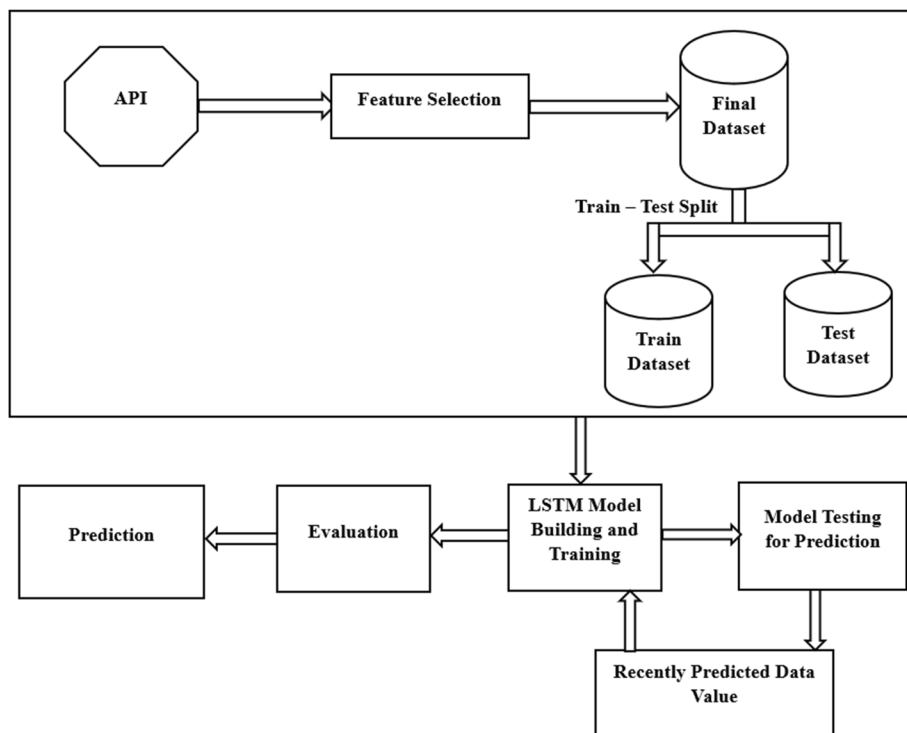 API
Feature Selection
Final
Dataset
Train – Test Split
Train
Dataset
Test
Dataset
Prediction
Evaluation
LSTM Model
Building and
Training
Model Testing
for Prediction
Recently Predicted Data
Value